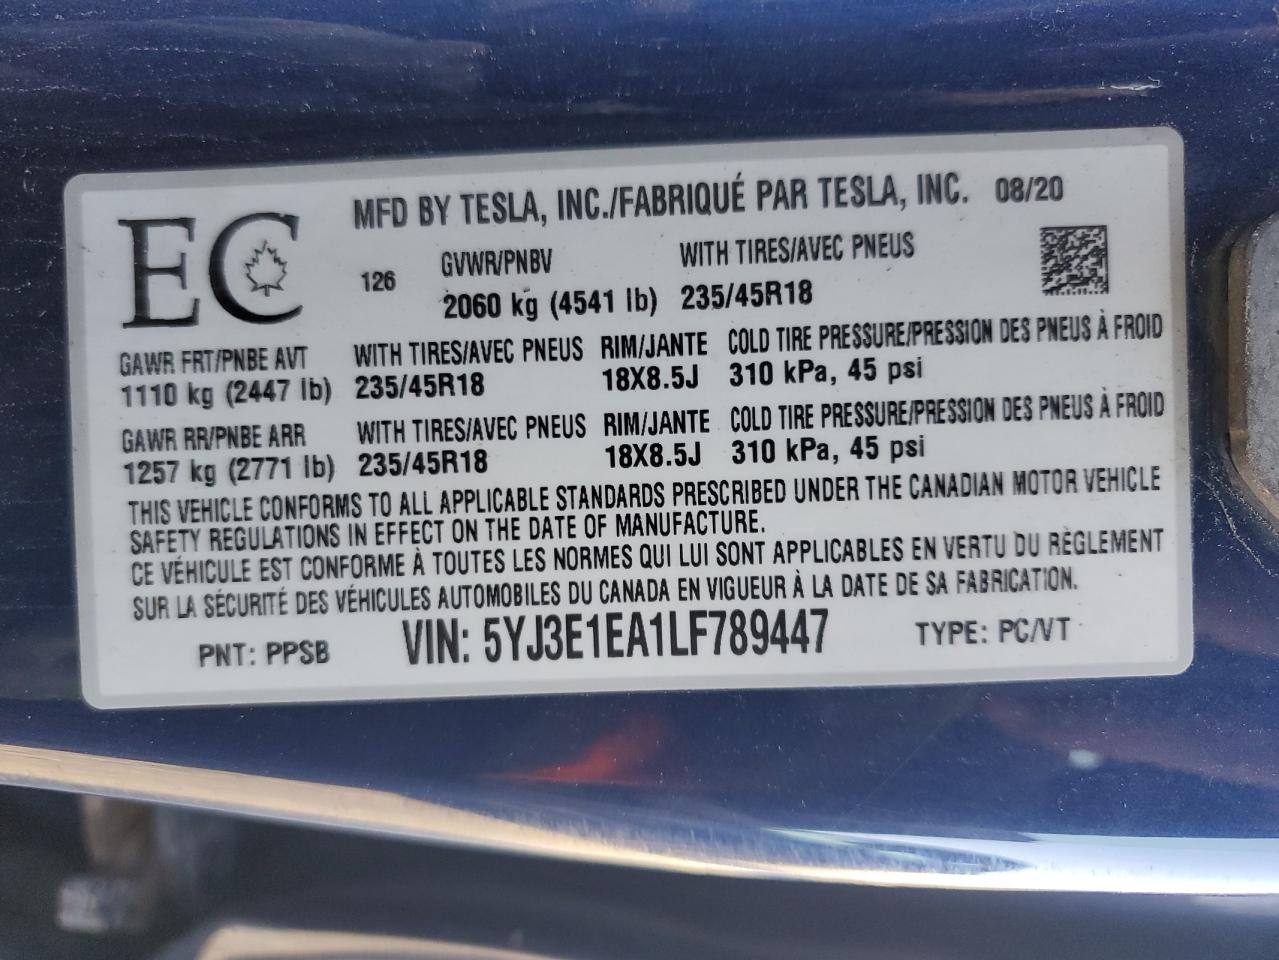 EC
MFD BY TESLA, INC./FABRIQUÉ PAR TESLA, INC. 08/20
126 GVWR/PNBV WITH TIRES/AVEC PNEUS
2060 kg (4541 lb) 235/45R18
GAWR FRT/PNBE AVT WITH TIRES/AVEC PNEUS RIM/JANTE COLD TIRE PRESSURE/PRESSION DES PNEUS À FROID
1110 kg (2447 lb) 235/45R18 18X8.5J 310 kPa, 45 psi
GAWR RR/PNBE ARR WITH TIRES/AVEC PNEUS RIM/JANTE COLD TIRE PRESSURE/PRESSION DES PNEUS À FROID
1257 kg (2771 lb) 235/45R18 18X8.5J 310 kPa, 45 psi
THIS VEHICLE CONFORMS TO ALL APPLICABLE STANDARDS PRESCRIBED UNDER THE CANADIAN MOTOR VEHICLE
SAFETY REGULATIONS IN EFFECT ON THE DATE OF MANUFACTURE.
CE VÉHICULE EST CONFORME À TOUTES LES NORMES QUI LUI SONT APPLICABLES EN VERTU DU RÈGLEMENT
SUR LA SÉCURITÉ DES VÉHICULES AUTOMOBILES DU CANADA EN VIGUEUR À LA DATE DE SA FABRICATION.
PNT: PPSB VIN: 5YJ3E1EA1LF789447 TYPE: PC/VT